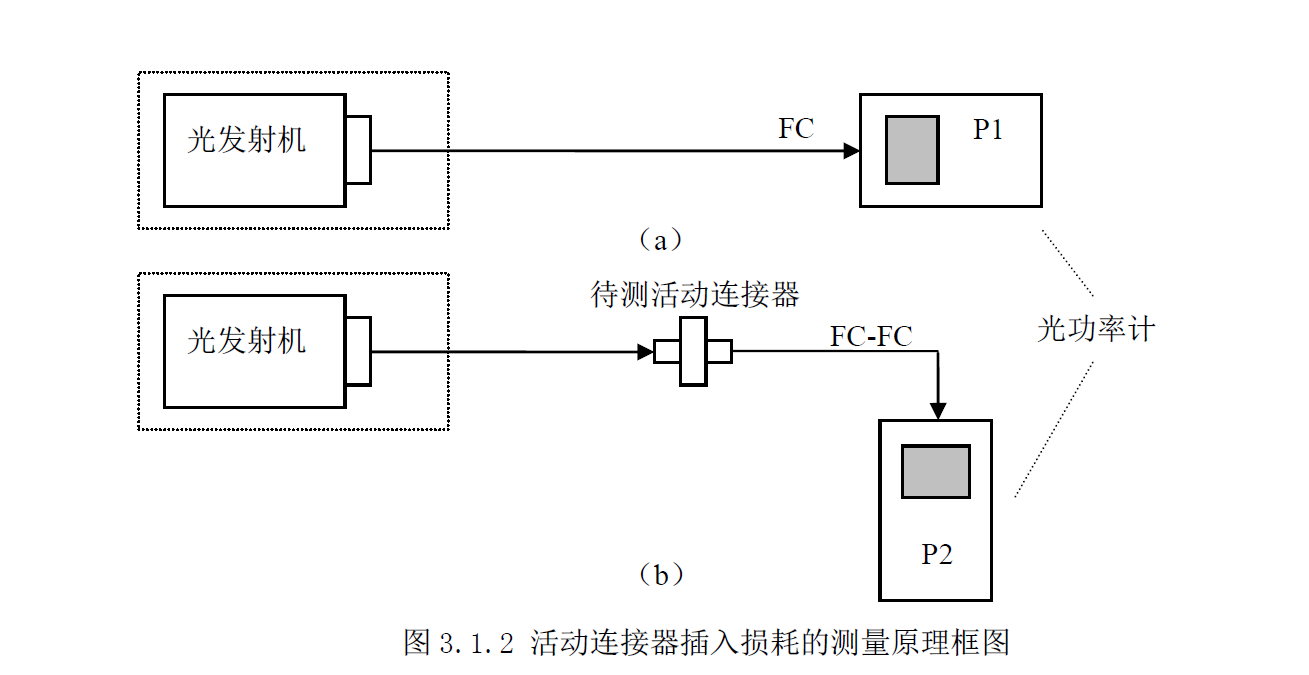 光发射机
FC
P1
（a）
光发射机
待测活动连接器
FC-FC
光功率计
P2
（b）
图 3.1.2 活动连接器插入损耗的测量原理框图